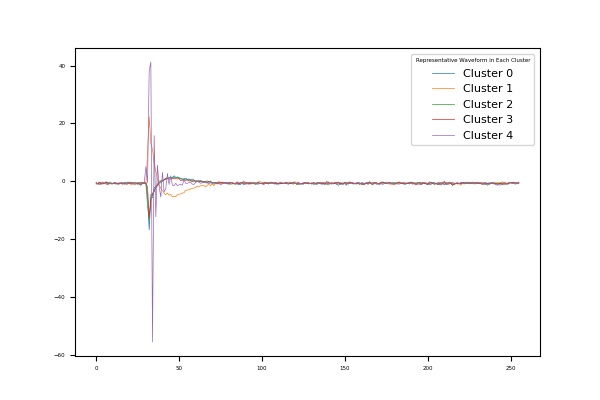 Representative Waveform in Each Cluster
Cluster 0
Cluster 1
Cluster 2
Cluster 3
Cluster 4
40
20
0
−20
−40
−60
0
50
100
150
200
250